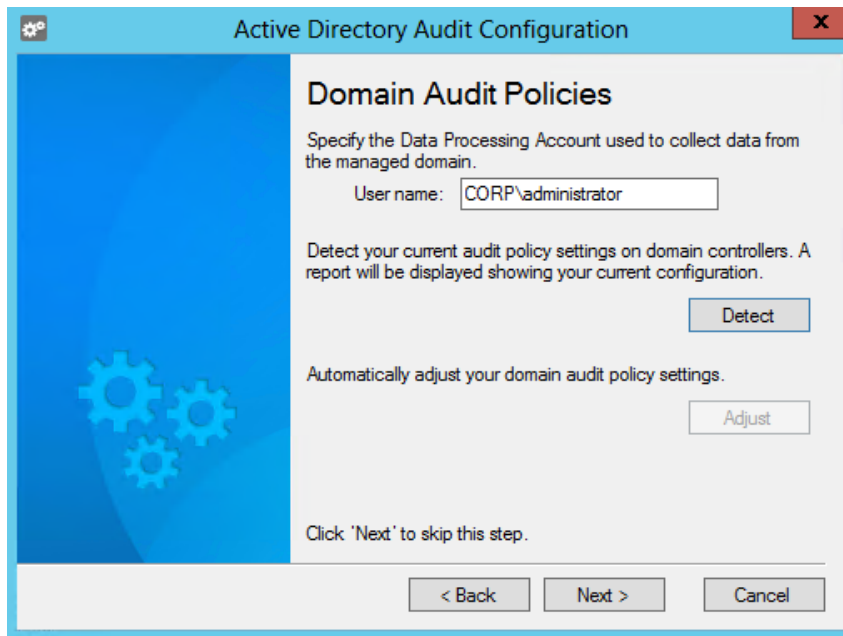 Active Directory Audit Configuration
x
Domain Audit Policies
Specify the Data Processing Account used to collect data from
the managed domain.
User name: CORP\administrator
Detect your current audit policy settings on domain controllers. A
report will be displayed showing your current configuration.
Detect
Automatically adjust your domain audit policy settings.
Adjust
Click 'Next' to skip this step.
< Back Next > Cancel